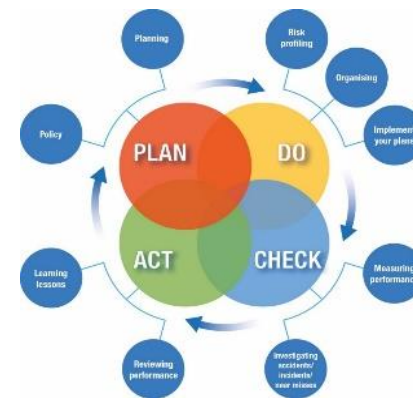 Planning
Risk
profiling
Organising
Implement
your plans
Policy
PLAN
DO
ACT
CHECK
Learning
lessons
Measuring
performance
Reviewing
performance
Investigating
accidents/
incidents/
near misses